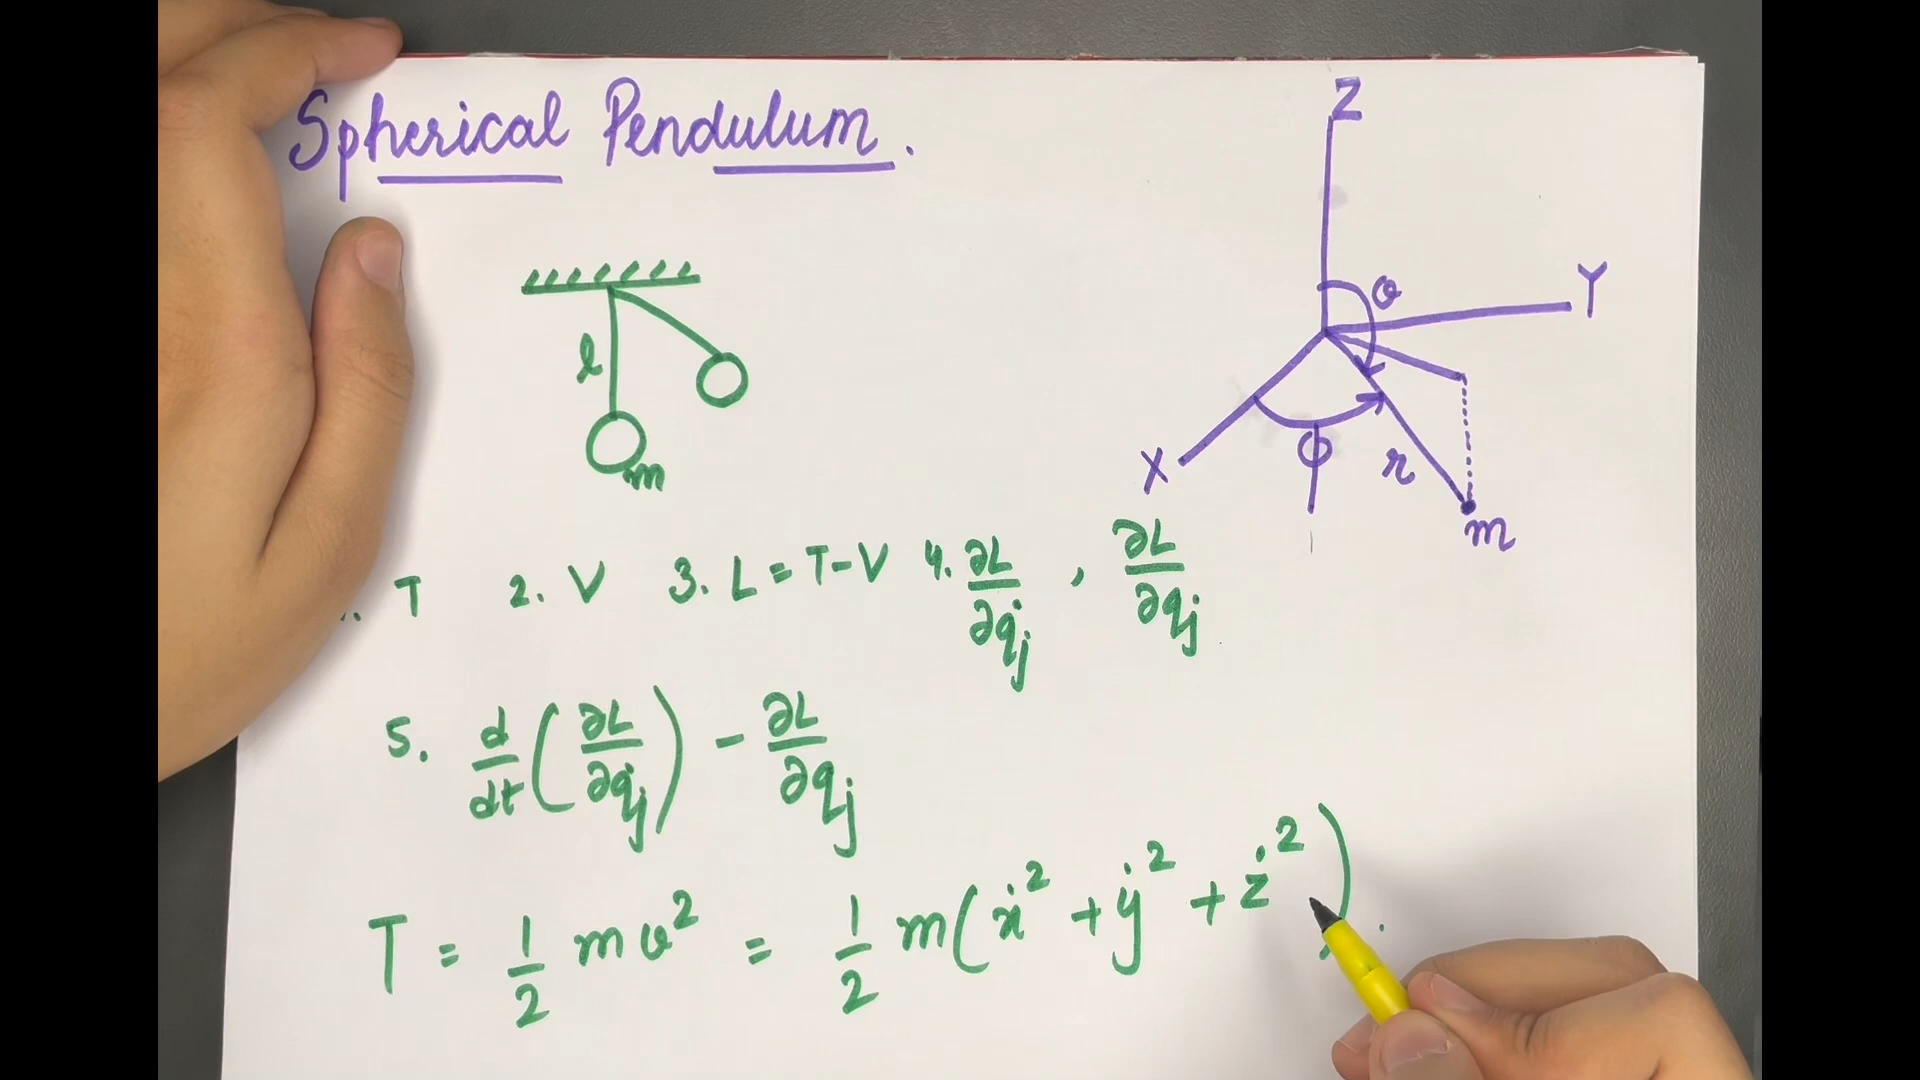 Spherical Pendulum.
Z
Y
θ
X
ϕ
r
m
l
m
. T 2. V 3. L = T - V 4. ∂L/∂q̇j , ∂L/∂qj
5. d/dt (∂L/∂q̇j) - ∂L/∂qj
T = 1/2 mv² = 1/2 m(ẋ² + ẏ² + ż²)